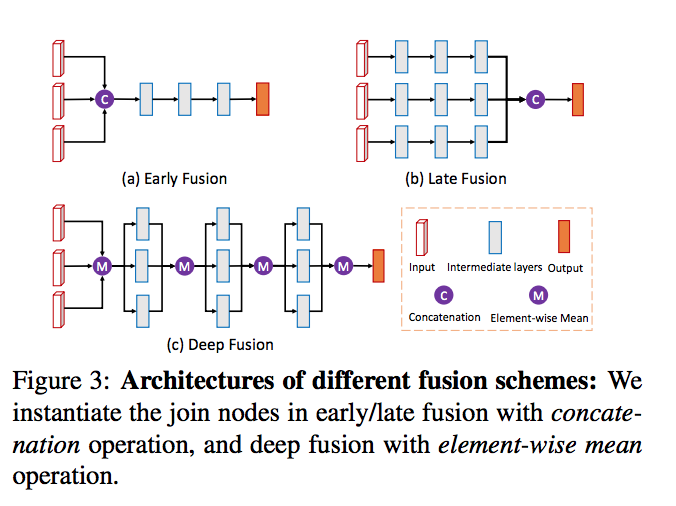 C
C
(a) Early Fusion
(b) Late Fusion
M
M
M
M
(c) Deep Fusion
Input
Intermediate layers
Output
C
M
Concatenation
Element-wise Mean
Figure 3: Architectures of different fusion schemes: We
instantiate the join nodes in early/late fusion with concate-
nation operation, and deep fusion with element-wise mean
operation.